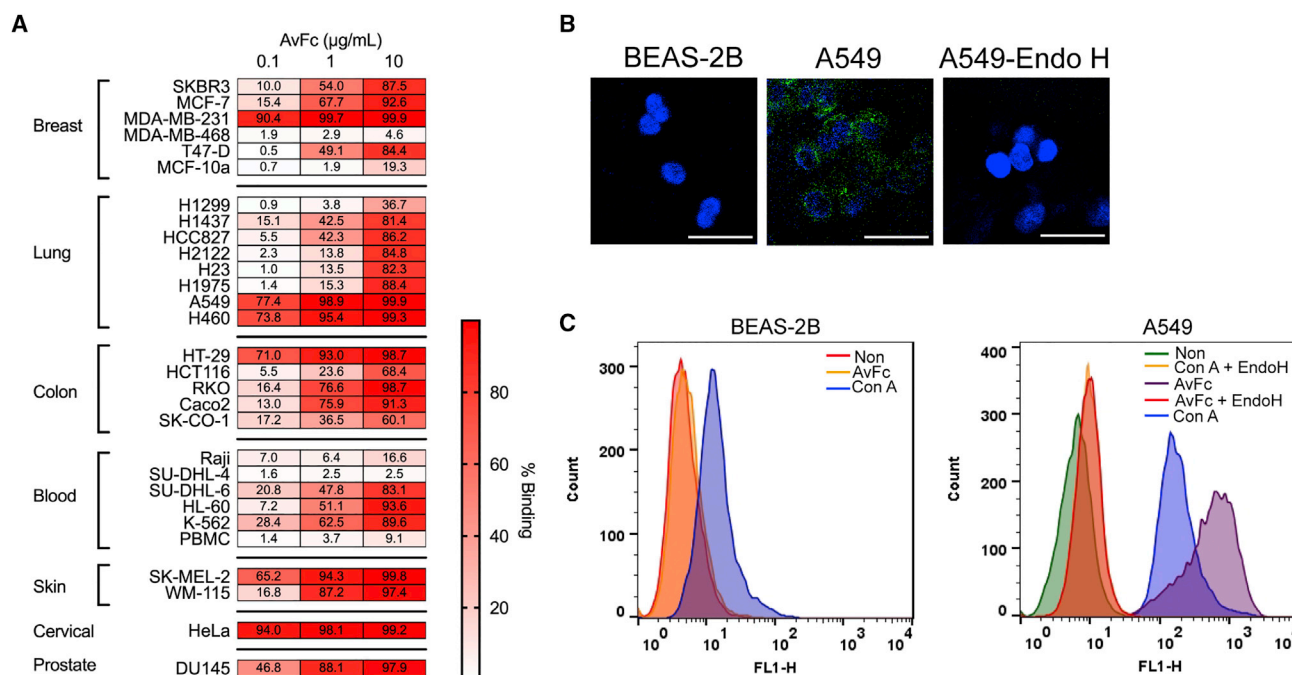 A
AvFc (µg/mL)
0.1 1 10
Breast
SKBR3 10.0 54.0 87.5
MCF-7 15.4 67.7 92.6
MDA-MB-231 90.4 99.7 99.9
MDA-MB-468 1.9 2.9 4.6
T47-D 0.5 49.1 84.4
MCF-10a 0.7 1.9 19.3
Lung
H1299 0.9 3.8 36.7
H1437 15.1 42.5 81.4
HCC827 5.5 42.3 86.2
H2122 2.3 13.8 84.8
H23 1.0 13.5 82.3
H1975 1.4 15.3 88.4
A549 77.4 98.9 99.9
H460 73.8 95.4 99.3
Colon
HT-29 71.0 93.0 98.7
HCT116 5.5 23.6 68.4
RKO 16.4 76.6 98.7
Caco2 13.0 75.9 91.3
SK-CO-1 17.2 36.5 60.1
Blood
Raji 7.0 6.4 16.6
SU-DHL-4 1.6 2.5 2.5
SU-DHL-6 20.8 47.8 83.1
HL-60 7.2 51.1 93.6
K-562 28.4 62.5 89.6
PBMC 1.4 3.7 9.1
Skin
SK-MEL-2 65.2 94.3 99.8
WM-115 16.8 87.2 97.4
Cervical
HeLa 94.0 98.1 99.2
Prostate
DU145 46.8 88.1 97.9
80
60
40
20
% Binding
B
BEAS-2B A549 A549-Endo H
C
BEAS-2B
Non
AvFc
Con A
300
200
100
0
Count
10⁰ 10¹ 10² 10³ 10⁴
FL1-H
A549
Non
Con A + EndoH
AvFc
AvFc + EndoH
Con A
400
300
200
100
0
Count
10⁰ 10¹ 10² 10³ 10⁴
FL1-H